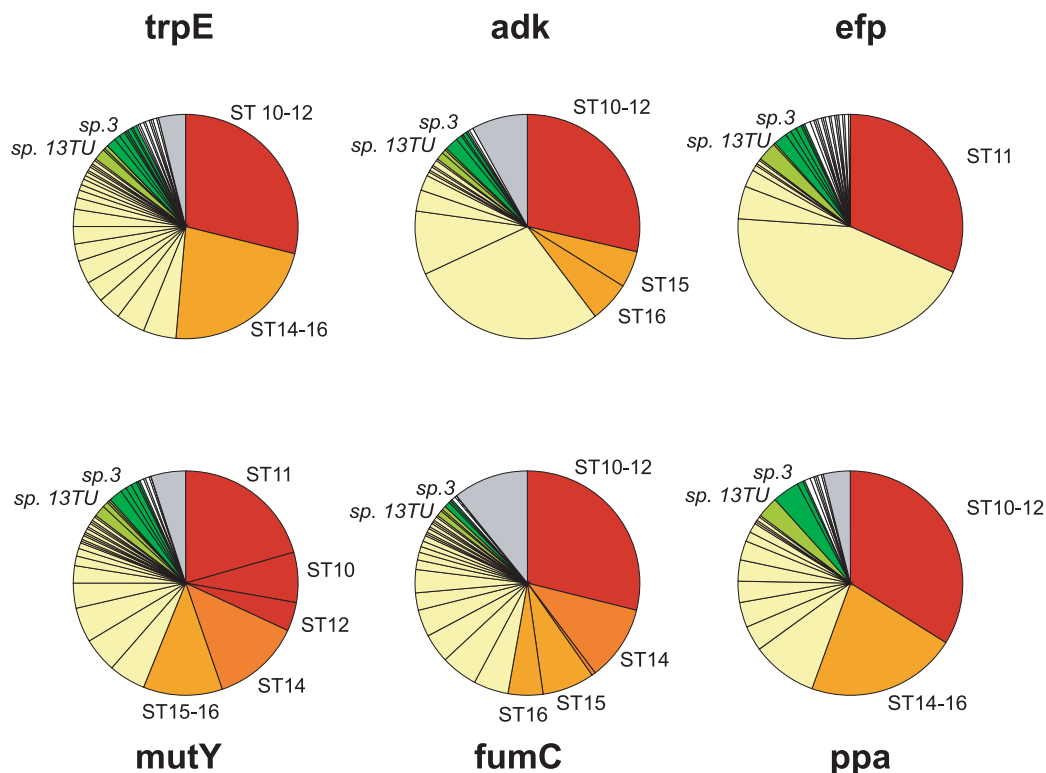 trpE
adk
efp
sp.3
ST 10-12
sp. 13TU
ST14-16
sp.3
ST10-12
sp. 13TU
ST15
ST16
sp.3
sp. 13TU
ST11
sp.3
ST11
sp. 13TU
ST10
ST12
ST14
ST15-16
sp.3
ST10-12
sp. 13TU
ST14
ST15
ST16
sp.3
sp. 13TU
ST10-12
ST14-16
mutY
fumC
ppa